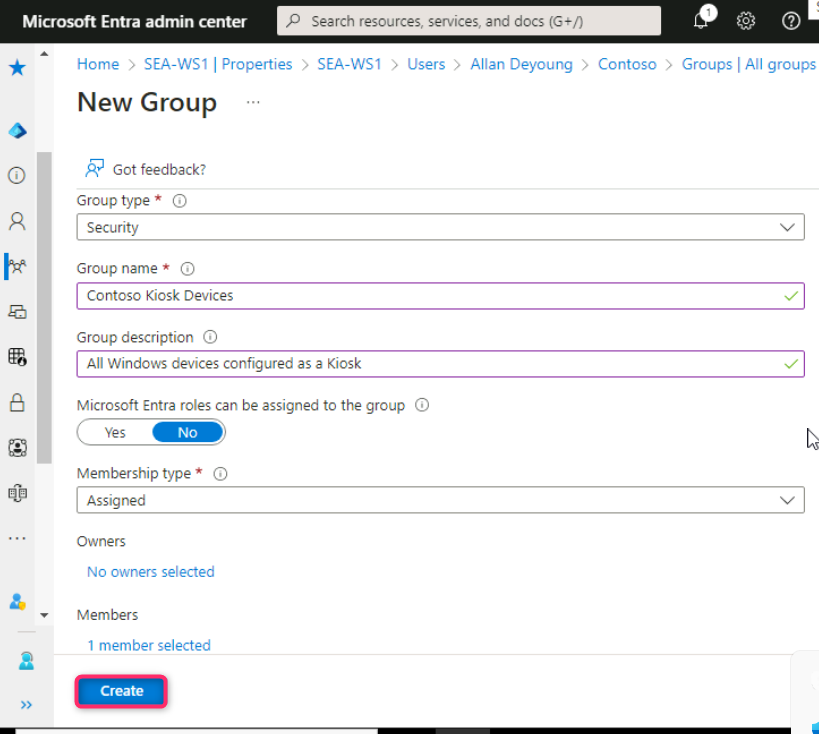 Microsoft Entra admin center
Search resources, services, and docs (G+/)
1
Home > SEA-WS1 | Properties > SEA-WS1 > Users > Allan Deyoung > Contoso > Groups | All groups
New Group ...
Got feedback?
Group type *
Security
Group name *
Contoso Kiosk Devices
Group description
All Windows devices configured as a Kiosk
Microsoft Entra roles can be assigned to the group
Yes No
Membership type *
Assigned
Owners
No owners selected
Members
1 member selected
Create